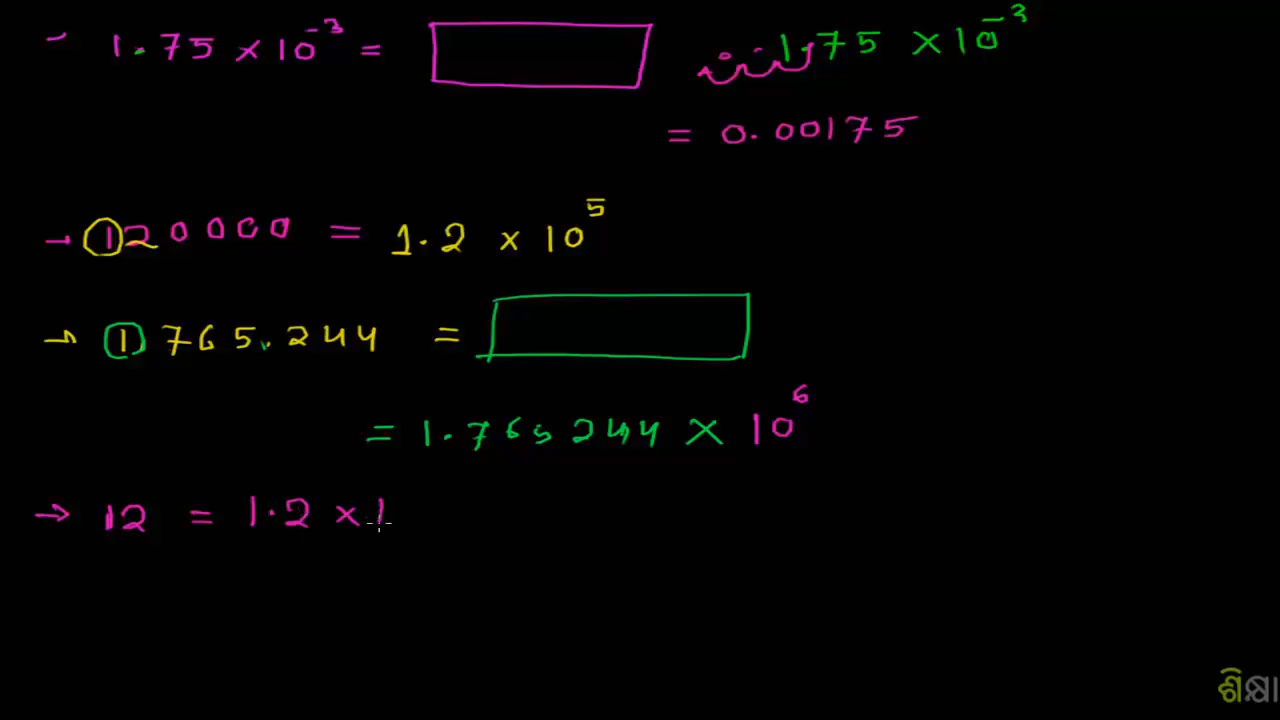 - 1.75 × 10⁻³ = 1.75 × 10⁻³
= 0.00175
→ 120000 = 1.2 × 10⁵
→ 1765.244 =
= 1.765244 × 10⁶
→ 12 = 1.2 × 1
ଶିକ୍ଷା